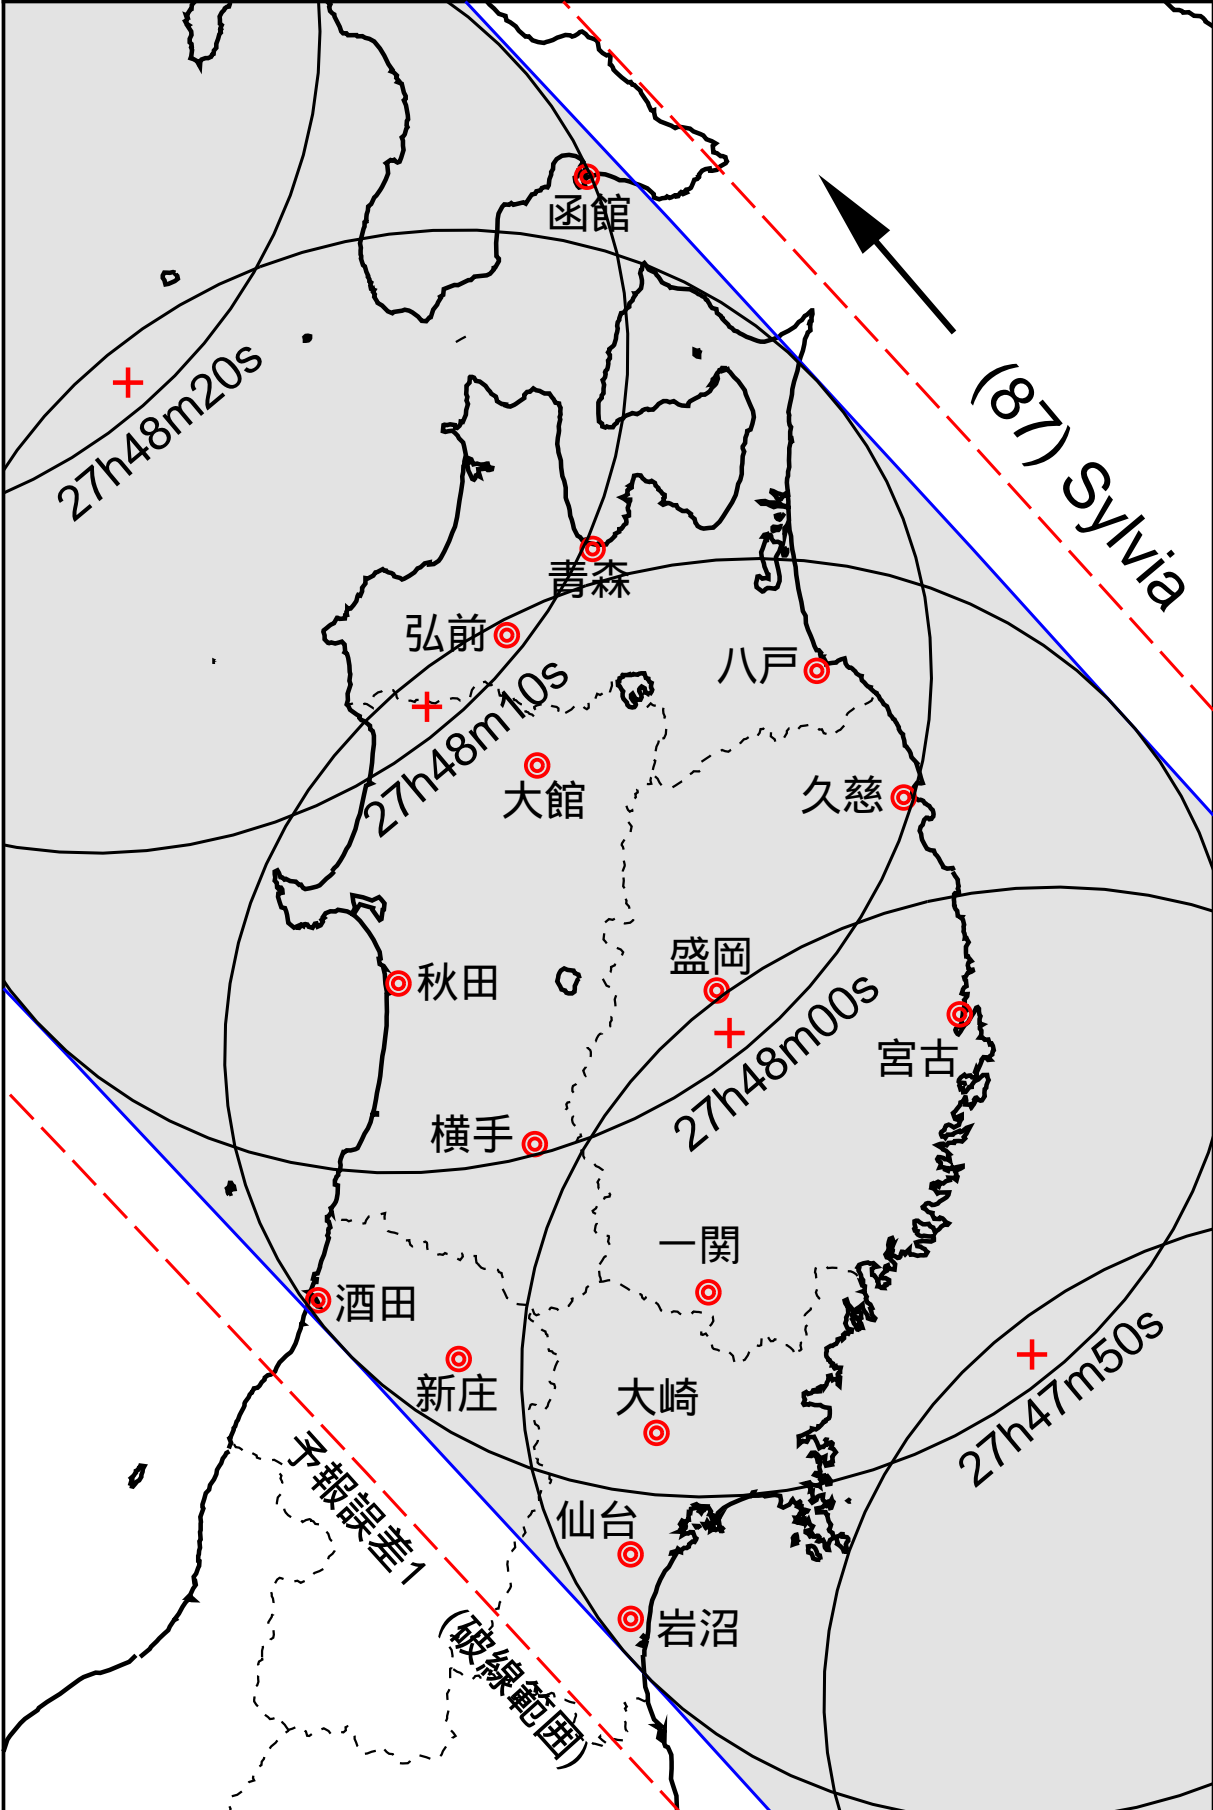 函館
27h48m20s
(87) Sylvia
青森
弘前
八戸
27h48m10s
大館
久慈
秋田
盛岡
27h48m00s
宮古
横手
一関
酒田
27h47m50s
新庄
大崎
予報誤差1
仙台
(破線範囲)
岩沼